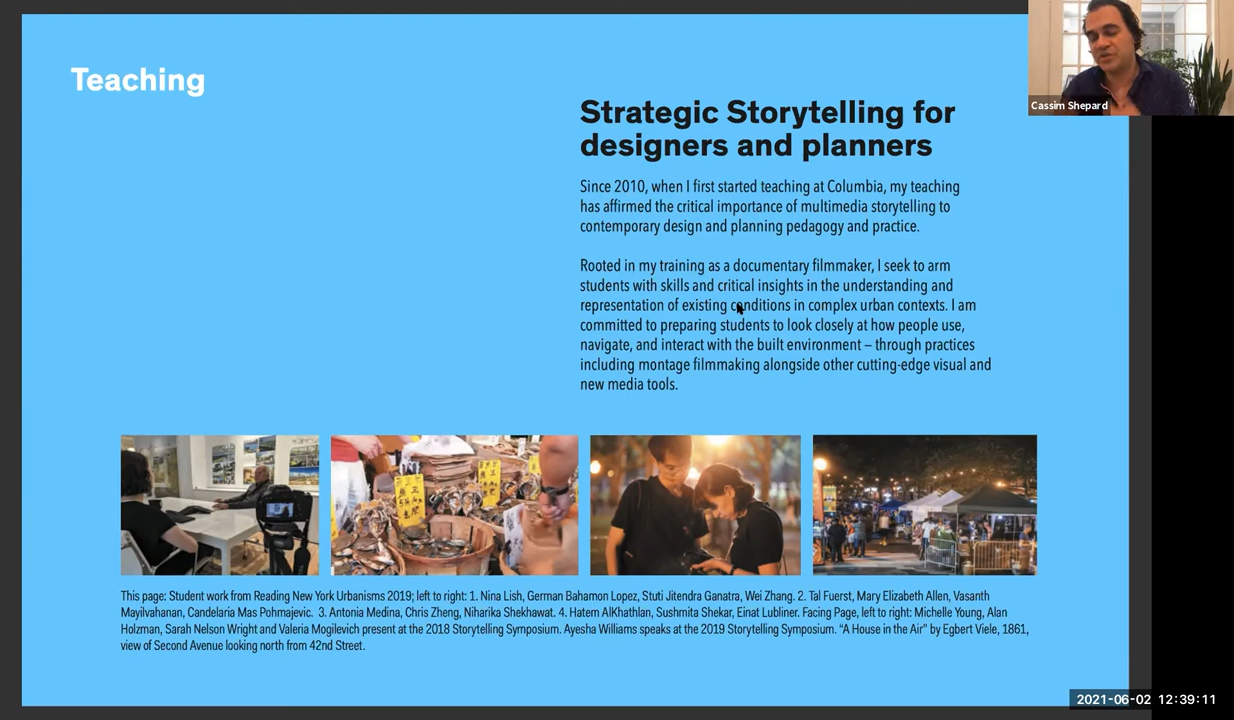 Teaching
Cassim Shepard
Strategic Storytelling for
designers and planners
Since 2010, when I first started teaching at Columbia, my teaching
has affirmed the critical importance of multimedia storytelling to
contemporary design and planning pedagogy and practice.
Rooted in my training as a documentary filmmaker, I seek to arm
students with skills and critical insights in the understanding and
representation of existing conditions in complex urban contexts. I am
committed to preparing students to look closely at how people use,
navigate, and interact with the built environment – through practices
including montage filmmaking alongside other cutting-edge visual and
new media tools.
This page: Student work from Reading New York Urbanisms 2019; left to right: 1. Nina Lish, German Bahamon Lopez, Stuti Jitendra Ganatra, Wei Zhang. 2. Tal Fuerst, Mary Elizabeth Allen, Vasanth
Mayilvahanan, Candelaria Mas Pohmajevic. 3. Antonia Medina, Chris Zheng, Niharika Shekhawat. 4. Hatem AlKhathlan, Sushmita Shekar, Einat Lubliner. Facing Page, left to right: Michelle Young, Alan
Holzman, Sarah Nelson Wright and Valeria Mogilevich present at the 2018 Storytelling Symposium. Ayesha Williams speaks at the 2019 Storytelling Symposium. “A House in the Air” by Egbert Viele, 1861,
view of Second Avenue looking north from 42nd Street.
2021-06-02 12:39:11